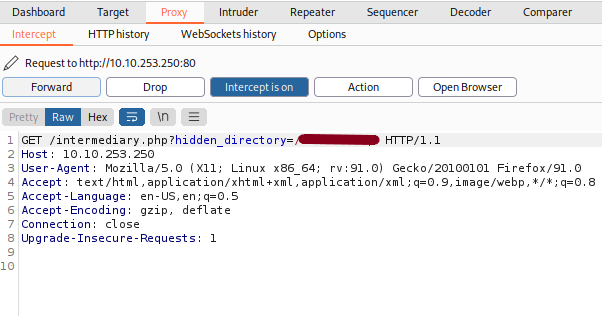 Dashboard Target Proxy Intruder Repeater Sequencer Decoder Comparer
Intercept HTTP history WebSockets history Options
Request to http://10.10.253.250:80
Forward Drop Intercept is on Action Open Browser
Pretty Raw Hex \n
1 GET /intermediary.php?hidden_directory=/ HTTP/1.1
2 Host: 10.10.253.250
3 User-Agent: Mozilla/5.0 (X11; Linux x86_64; rv:91.0) Gecko/20100101 Firefox/91.0
4 Accept: text/html,application/xhtml+xml,application/xml;q=0.9,image/webp,*/*;q=0.8
5 Accept-Language: en-US,en;q=0.5
6 Accept-Encoding: gzip, deflate
7 Connection: close
8 Upgrade-Insecure-Requests: 1
9
10